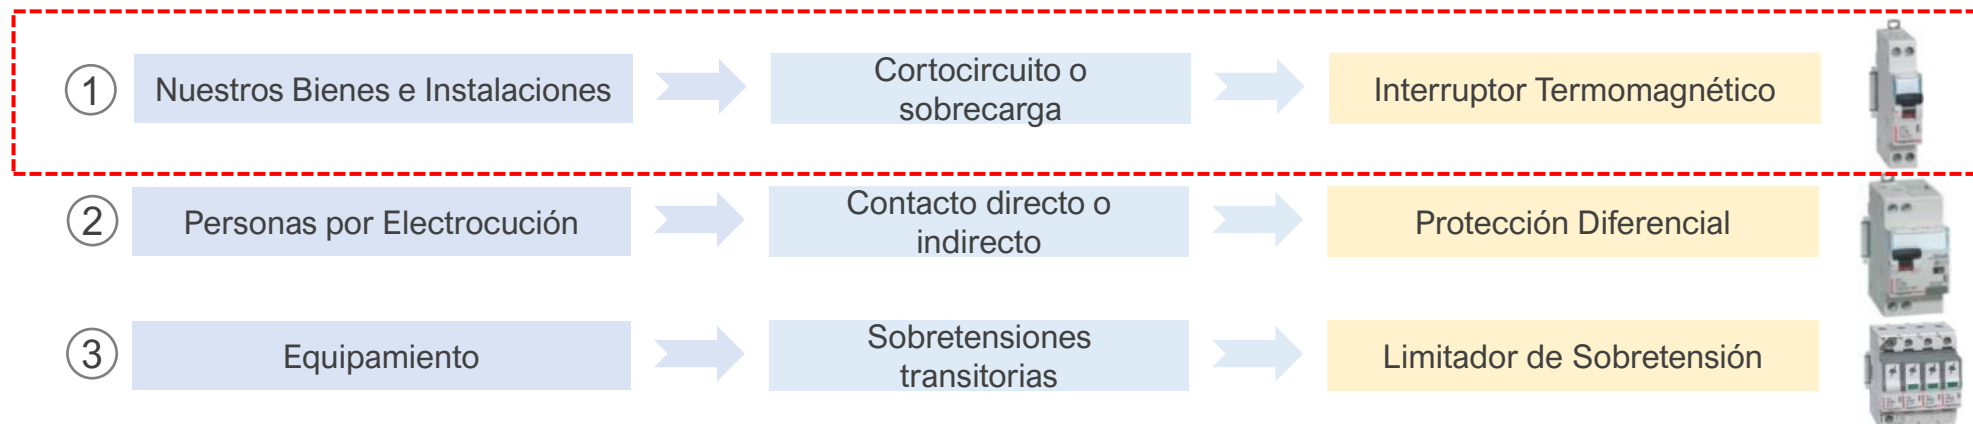 1
Nuestros Bienes e Instalaciones
Cortocircuito o
sobrecarga
Interruptor Termomagnético
2
Personas por Electrocución
Contacto directo o
indirecto
Protección Diferencial
3
Equipamiento
Sobretensiones
transitorias
Limitador de Sobretensión